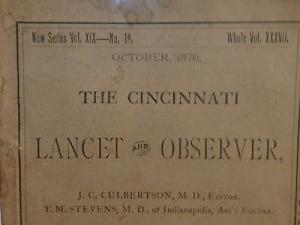 New Series Vol. XIX—No. 10. Whole Vol. XXXVII.
OCTOBER, 1876.
THE CINCINNATI
LANCET AND OBSERVER,
J. C. CULBERTSON, M. D., EDITOR.
T. M. STEVENS, M. D., of Indianapolis, Ass't EDITOR.